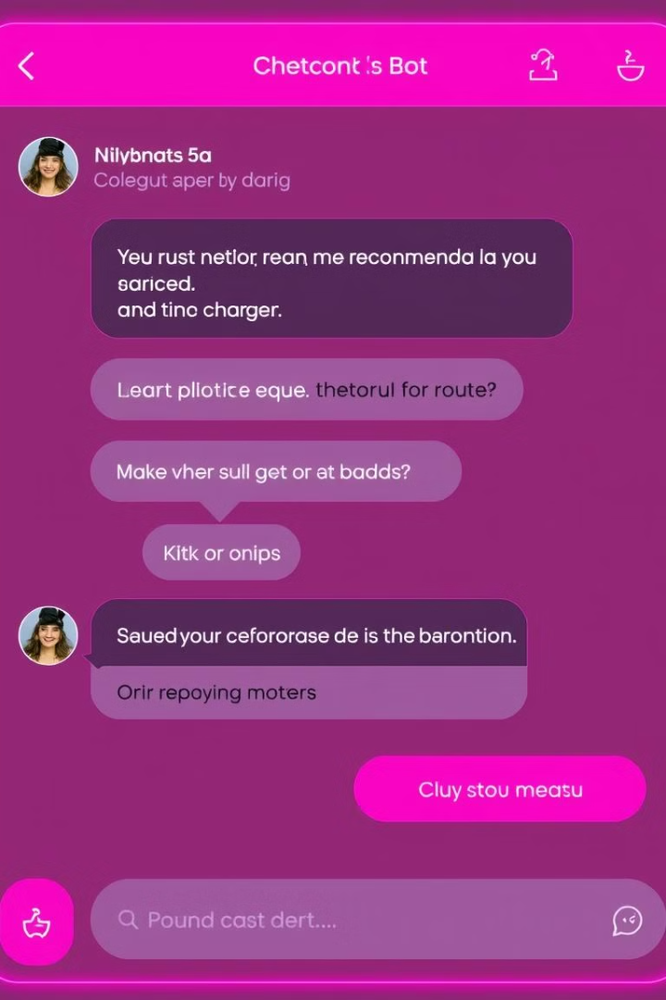 Chetcont 's Bot
Nilybnats 5a
Colegut aper by darig
Yeu rust netlor, rean, me reconmenda la you
sariced.
and tino charger.
Leart pllotice eque. thetorul for route?
Make vher sull get or at badds?
Kitk or onips
Saued your cefororase de is the barontion.
Orir repoying moters
Cluy stou measu
Pound cast dert....